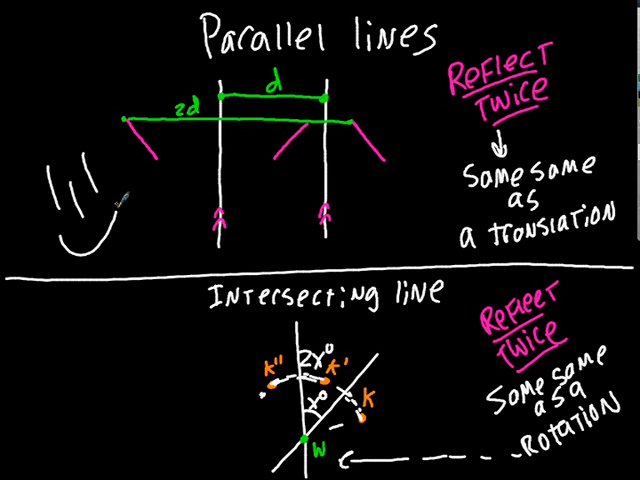 Parallel lines
d
2d
REFLECT
TWICE
Same same
as
a translation
Intersecting line
2x°
K"
K'
x°
K
W
REFLECT
TWICE
Same same
as a
ROTATION